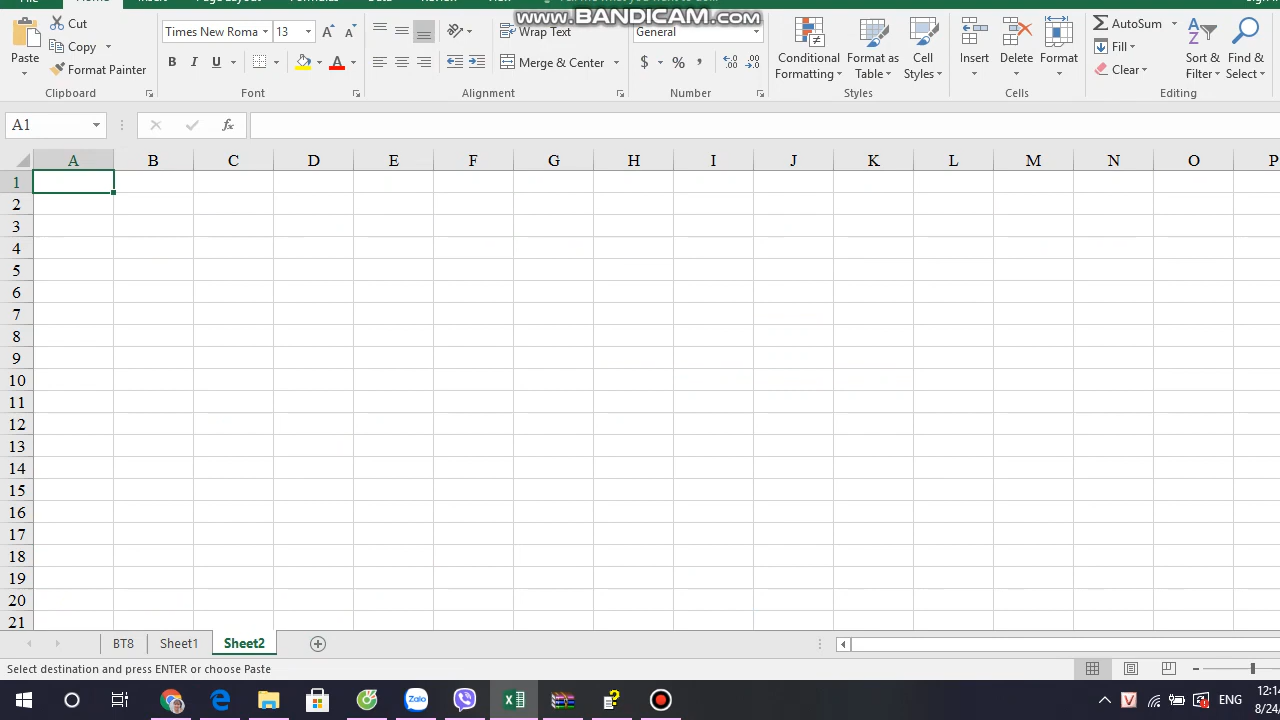 WWW.BANDICAM.COM
Cut
Copy
Format Painter
Paste
Clipboard
Times New Roma 13
B I U
Font
Wrap Text
Merge & Center
Alignment
General
$ % ,
Number
Conditional Formatting
Format as Table
Cell Styles
Styles
Insert
Delete
Format
Cells
AutoSum
Fill
Clear
Sort & Filter
Find & Select
Editing
A1
fx
A B C D E F G H I J K L M N O P
1
2
3
4
5
6
7
8
9
10
11
12
13
14
15
16
17
18
19
20
21
BT8 Sheet1 Sheet2
Select destination and press ENTER or choose Paste
Zalo
ENG
8/24/